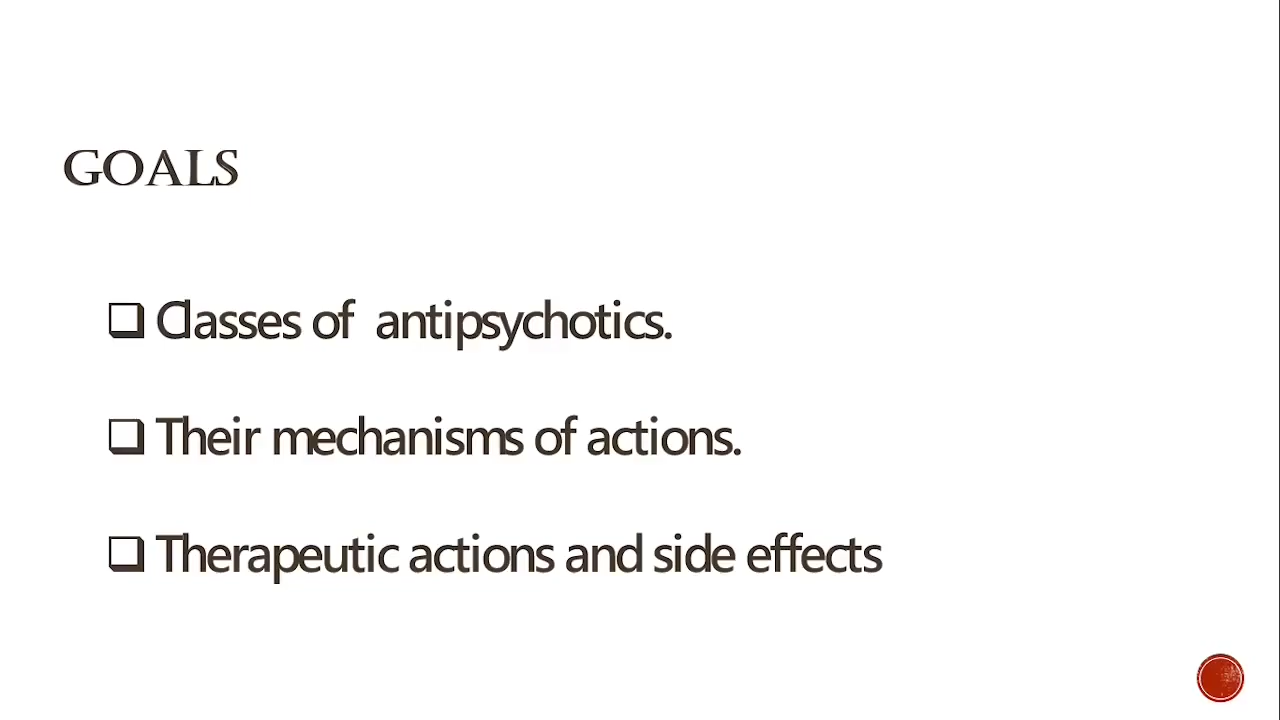 GOALS
Classes of antipsychotics.
Their mechanisms of actions.
Therapeutic actions and side effects